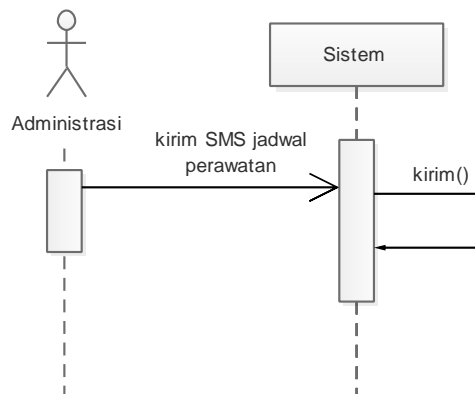 Sistem
Administrasi
kirim SMS jadwal
perawatan
kirim()